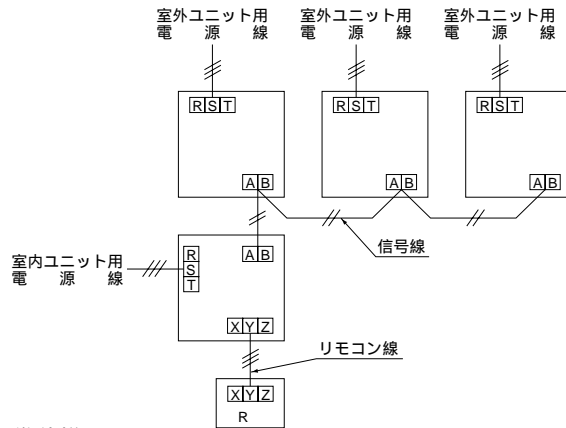 室外ユニット用 室外ユニット用 室外ユニット用
電源線 電源線 電源線
RST RST RST
AB AB AB
信号線
室内ユニット用
電源線
R
S
T
AB
XYZ
リモコン線
XYZ
R